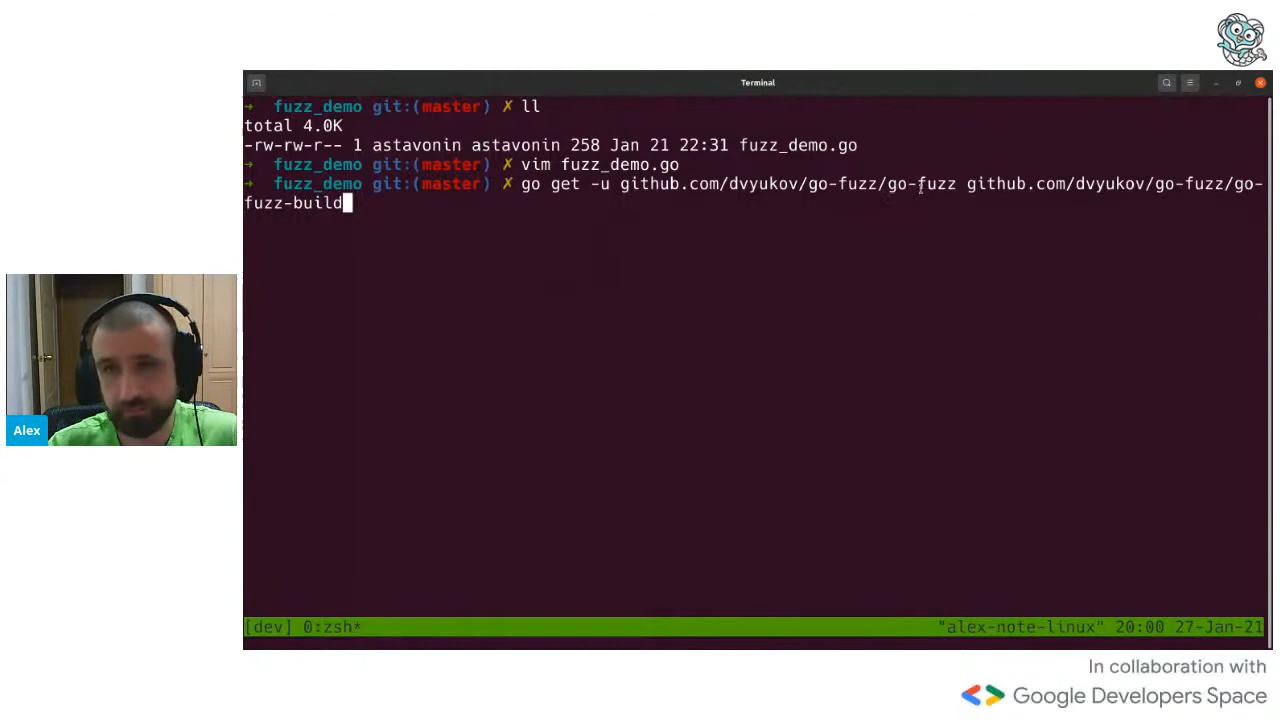 Terminal
→ fuzz_demo git:(master) ✗ ll
total 4.0K
-rw-rw-r-- 1 astavonin astavonin 258 Jan 21 22:31 fuzz_demo.go
→ fuzz_demo git:(master) ✗ vim fuzz_demo.go
→ fuzz_demo git:(master) ✗ go get -u github.com/dvyukov/go-fuzz/go-fuzz github.com/dvyukov/go-fuzz/go-
fuzz-build
Alex
[dev] 0:zsh* "alex-note-linux" 20:00 27-Jan-21
In collaboration with
Google Developers Space